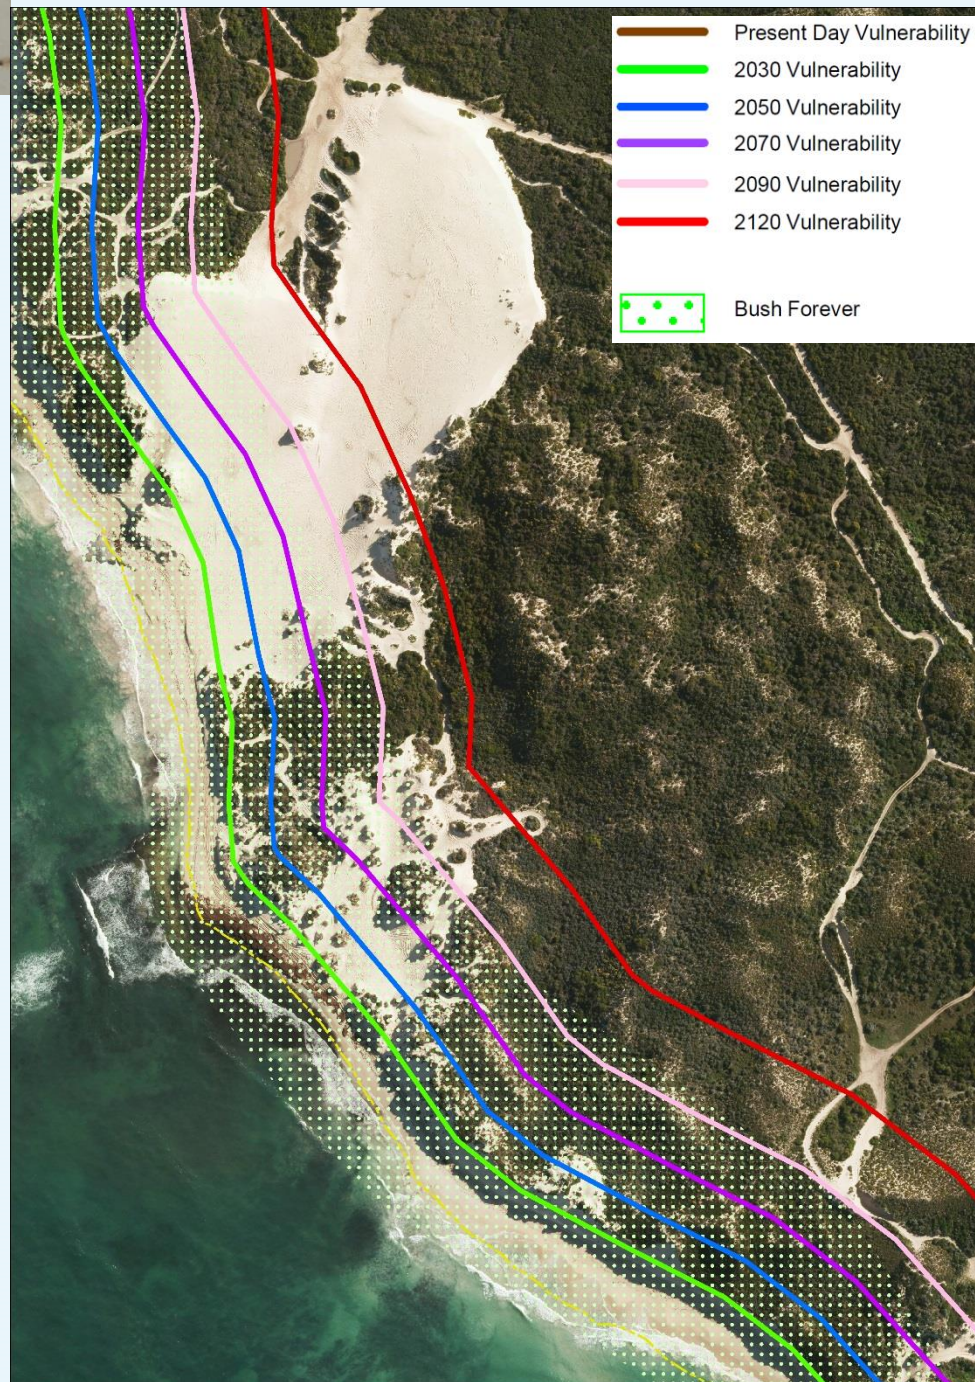 Present Day Vulnerability
2030 Vulnerability
2050 Vulnerability
2070 Vulnerability
2090 Vulnerability
2120 Vulnerability
Bush Forever